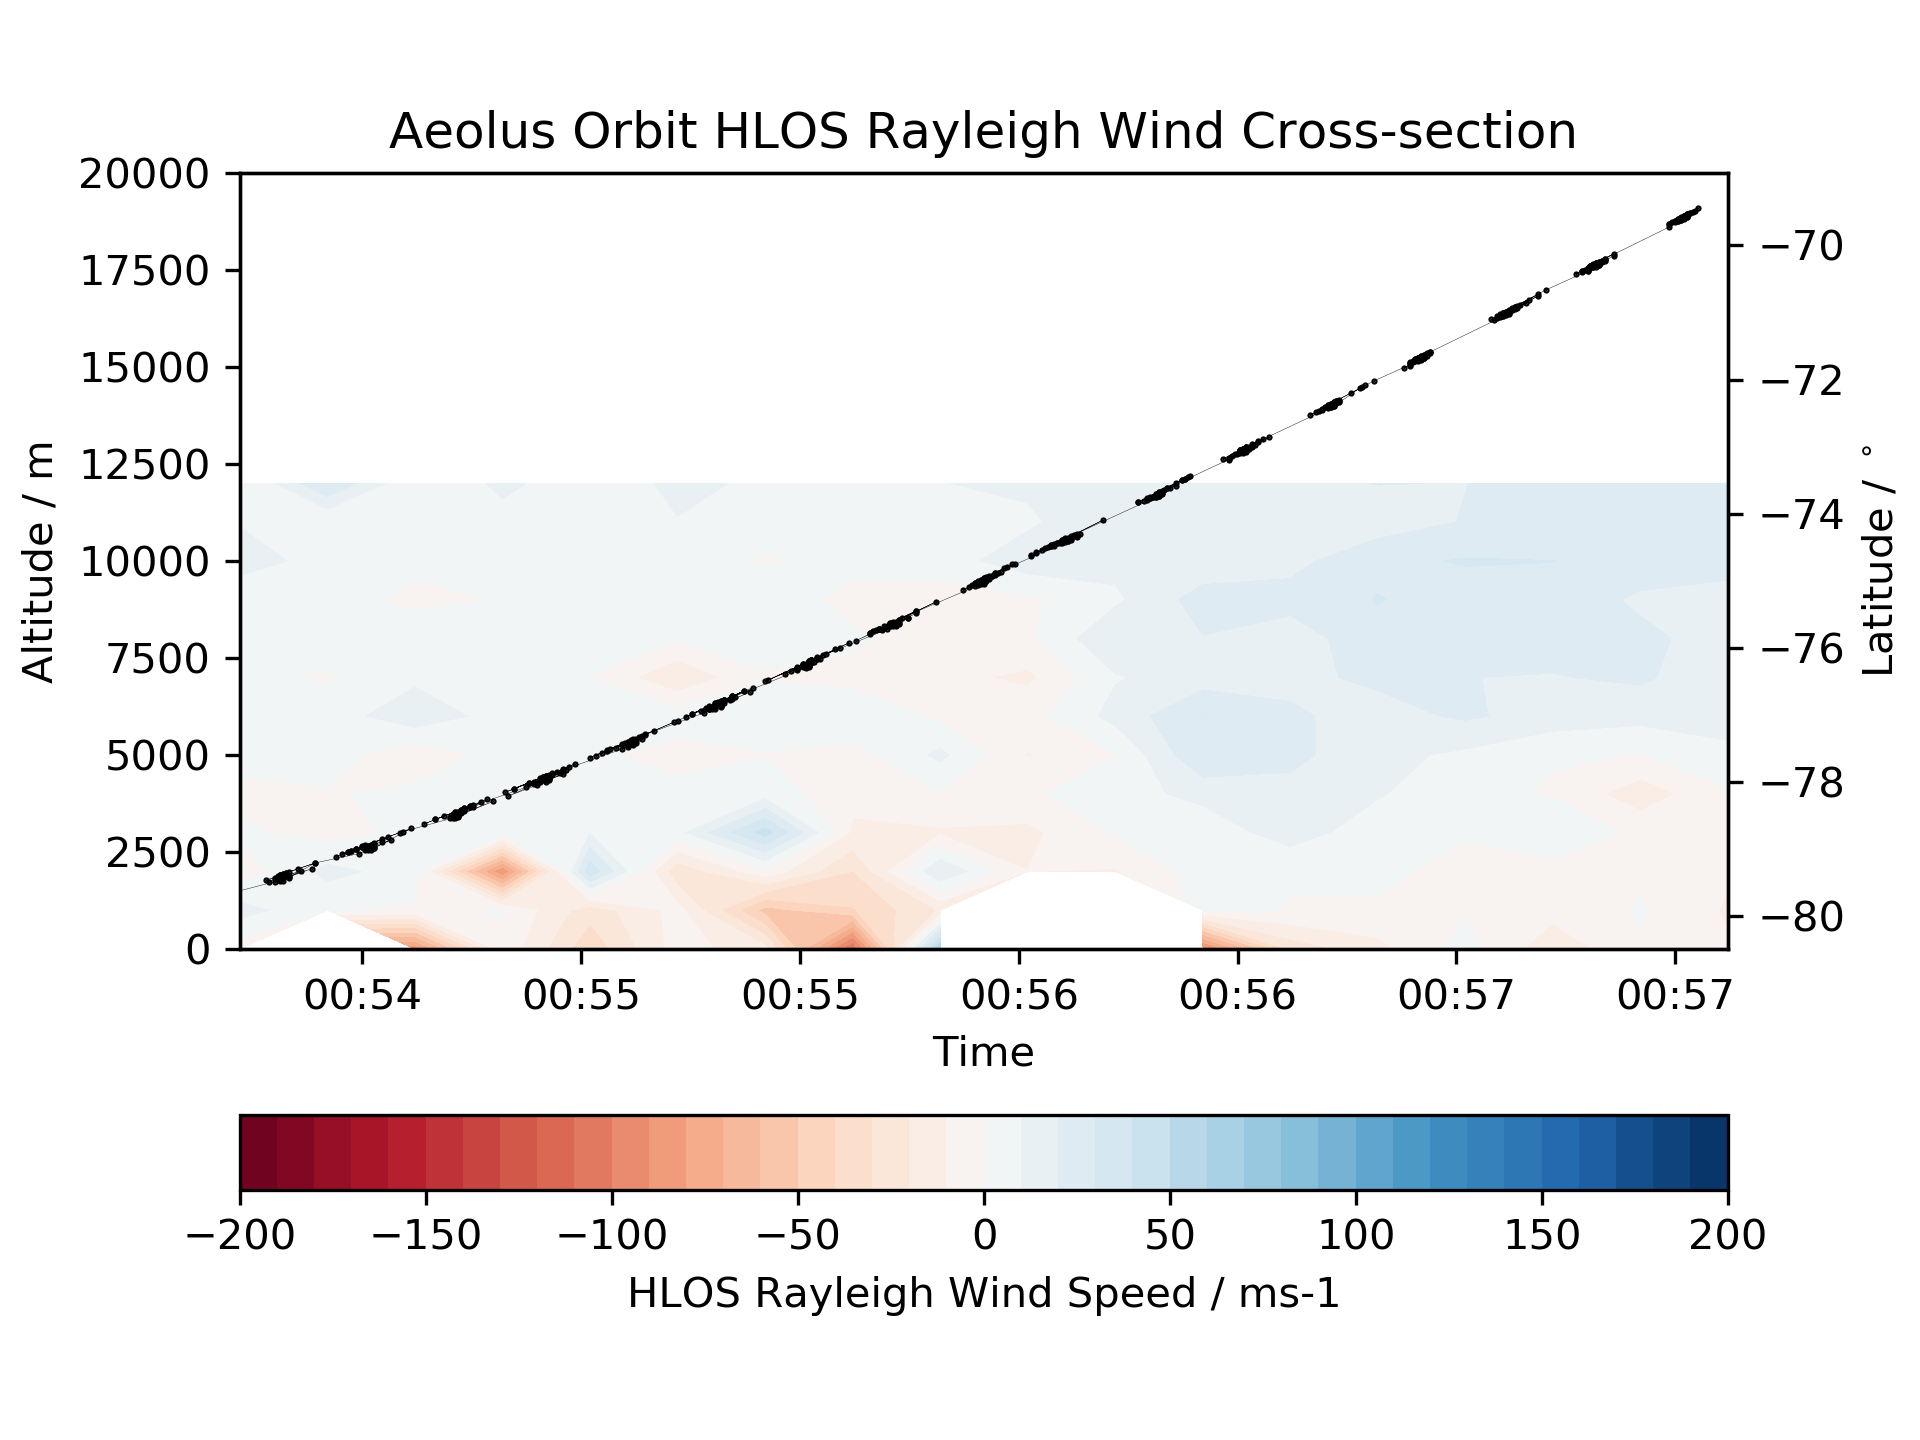 Aeolus Orbit HLOS Rayleigh Wind Cross-section
20000
17500
15000
12500
10000
7500
5000
2500
0
Altitude / m
−70
−72
−74
−76
−78
−80
Latitude / °
00:54 00:55 00:55 00:56 00:56 00:57 00:57
Time
−200 −150 −100 −50 0 50 100 150 200
HLOS Rayleigh Wind Speed / ms-1